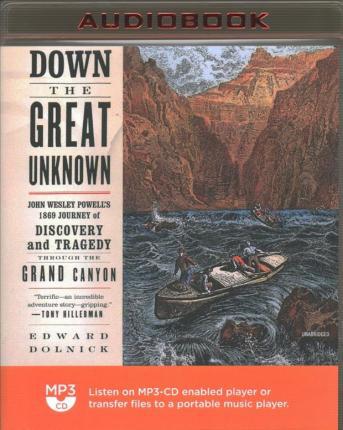 AUDIOBOOK
DOWN
THE
GREAT
UNKNOWN
JOHN WESLEY POWELL'S
1869 JOURNEY of
DISCOVERY
and TRAGEDY
THROUGH THE
GRAND CANYON
"Terrific—an incredible
adventure story—gripping."
—TONY HILLERMAN
EDWARD
DOLNICK
UNABRIDGED
MP3
CD
Listen on MP3-CD enabled player or
transfer files to a portable music player.